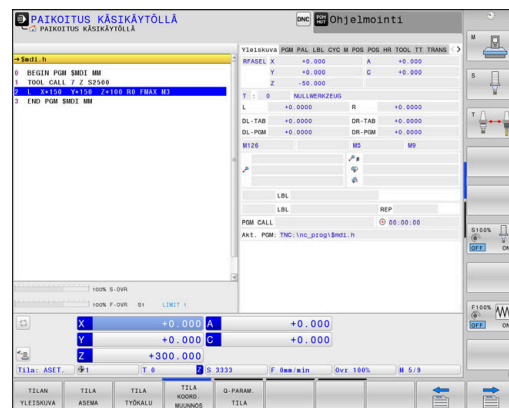 PAIKOITUS KÄSIKÄYTÖLLÄ
PAIKOITUS KÄSIKÄYTÖLLÄ
DNC
Ohjelmointi
→$mdi.h
0 BEGIN PGM $MDI MM
1 TOOL CALL 7 Z S2500
2 L X+150 Y+150 Z+100 R0 FMAX M3
3 END PGM $MDI MM
100% S-OVR
100% F-OVR S1 LIMIT 1
Yleiskuva PGM PAL LBL CYC M POS POS HR TOOL TT TRANS
RFASEL X +0.000 A +0.000
Y +0.000 C +0.000
Z -50.000
T : 0 NULLWERKZEUG
L +0.0000 R +0.0000
DL-TAB +0.0000 DR-TAB +0.0000
DL-PGM +0.0000 DR-PGM +0.0000
M126 M5 M9
LBL
LBL REP
PGM CALL 00:00:00
Akt. PGM: TNC:\nc_prog\$mdi.h
X +0.000 A +0.000
Y +0.000 C +0.000
Z +300.000
Tila: ASET. 1 T 0 Z S 3333 F 0mm/min Ovr 100% M 5/9
TILAN YLEISKUVA
TILA ASEMA
TILA TYÖKALU
TILA KOORD. MUUNNOS
Q-PARAM. TILA
M
S
T
S100%
OFF ON
F100%
OFF ON